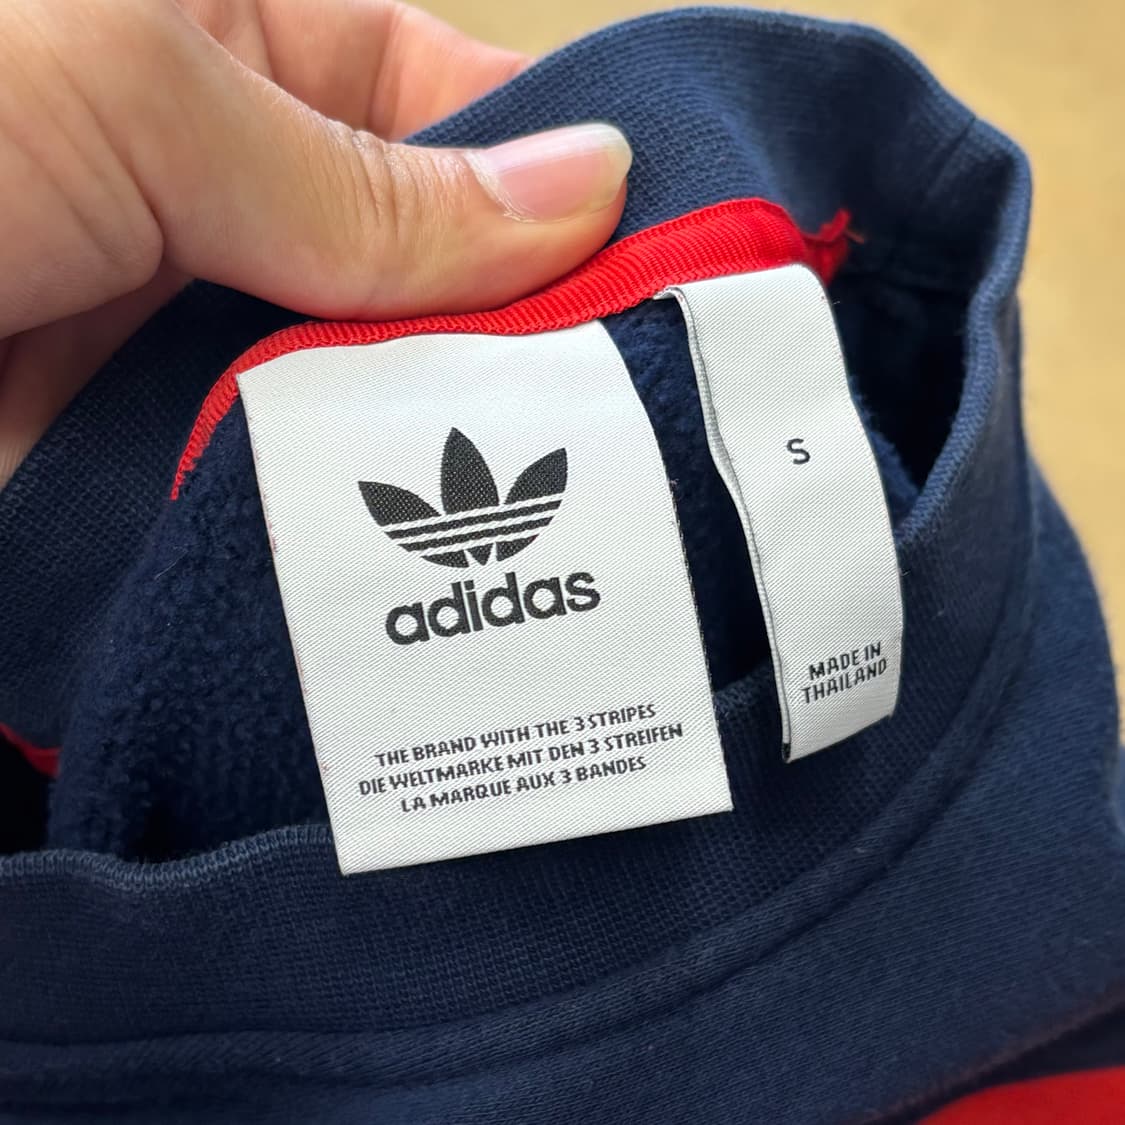 adidas
THE BRAND WITH THE 3 STRIPES
DIE WELTMARKE MIT DEN 3 STREIFEN
LA MARQUE AUX 3 BANDES
S
MADE IN
THAILAND